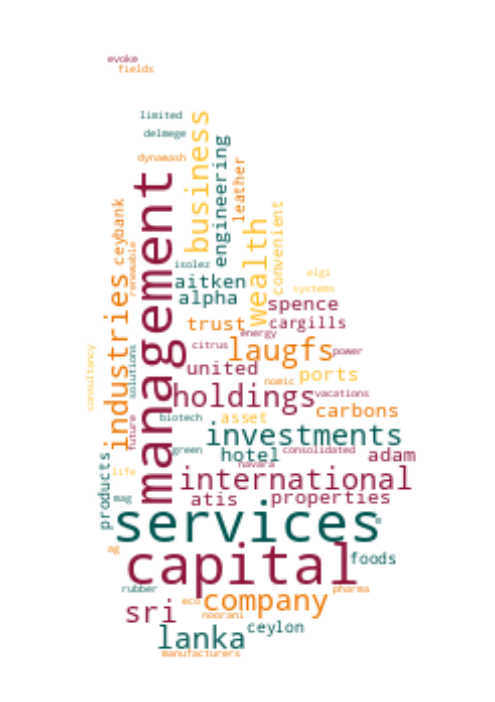 evoke
fields
limited
delmege
business
engineering
dynawash
leather
management
ceybank
convenient
wealth
renewable
isolez
elgi
aitken
systems
alpha
spence
industries
trust
cargills
energy
citrus
laugfs
power
solutions
consultancy
united
ports
nomic
holdings
vacations
carbons
biotech
asset
future
investments
green
hotel
consolidated
adam
navara
products
life
international
mag
atis
properties
services
ag
capital
foods
rubber
pharma
eco
company
sri
noorani
ceylon
lanka
manufacturers